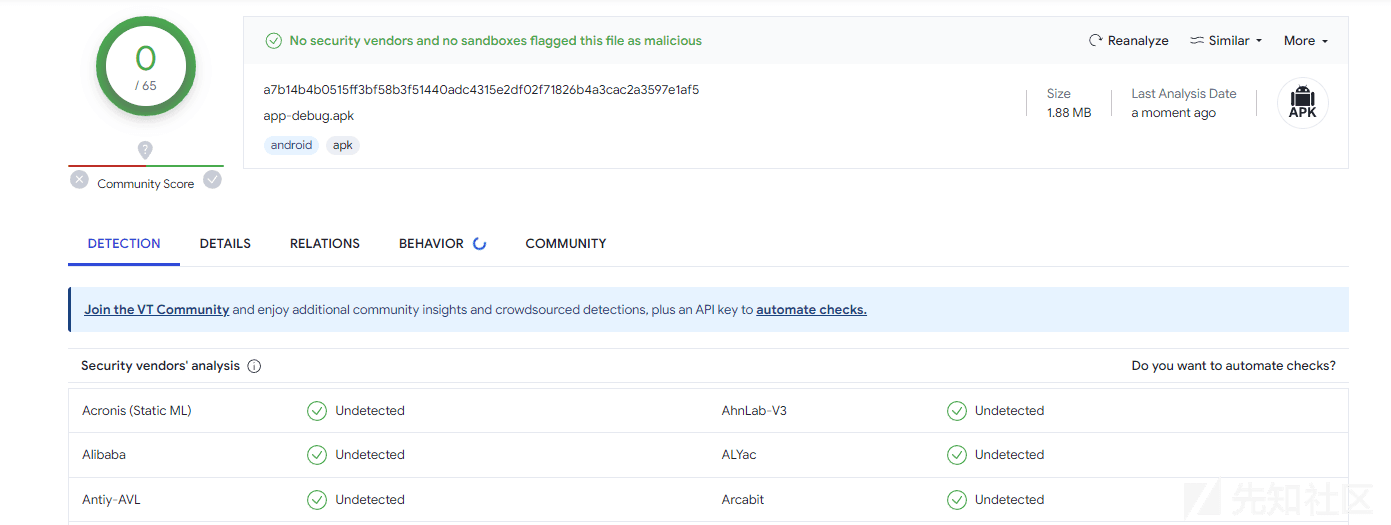 0
/ 65
Community Score
No security vendors and no sandboxes flagged this file as malicious
Reanalyze
Similar
More
a7b14b4b0515ff3bf58b3f51440adc4315e2df02f71826b4a3cac2a3597e1af5
app-debug.apk
android
apk
Size
1.88 MB
Last Analysis Date
a moment ago
APK
DETECTION
DETAILS
RELATIONS
BEHAVIOR
COMMUNITY
Join the VT Community and enjoy additional community insights and crowdsourced detections, plus an API key to automate checks.
Security vendors' analysis
Do you want to automate checks?
Acronis (Static ML)
Undetected
AhnLab-V3
Undetected
Alibaba
Undetected
ALYac
Undetected
Antiy-AVL
Undetected
Arcabit
Undetected
先知社区